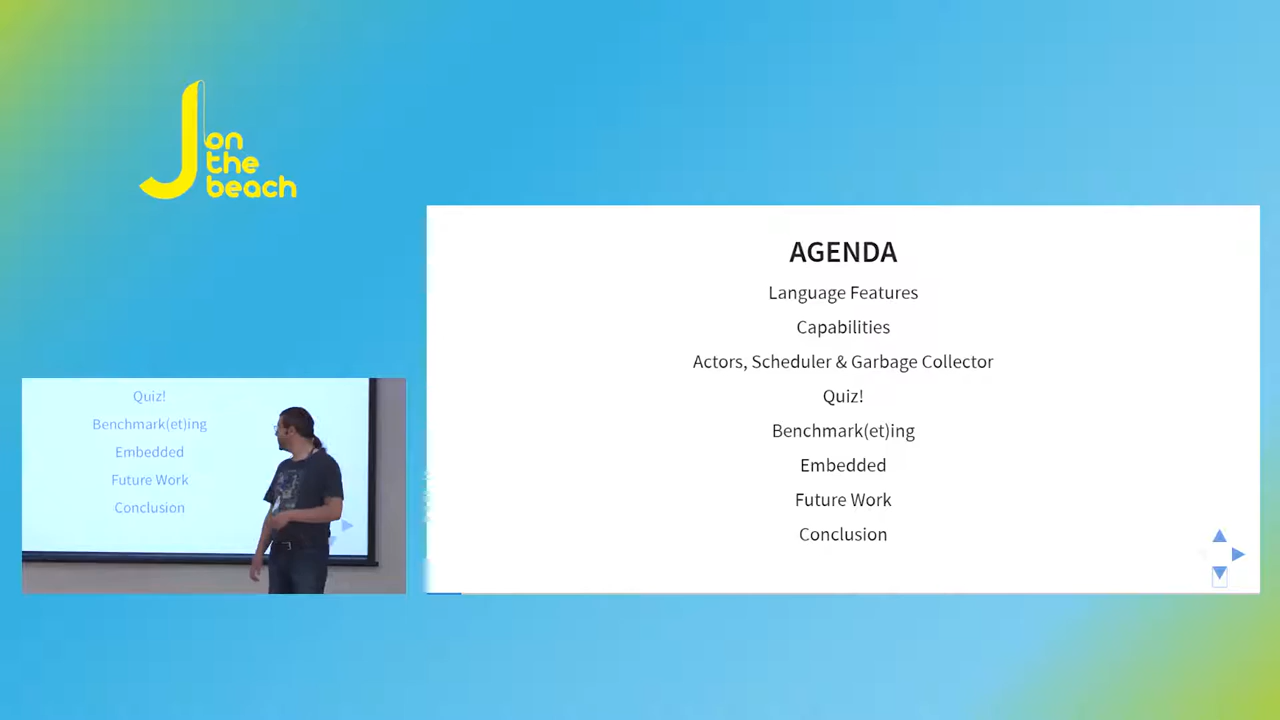 J on
the
beach
AGENDA
Language Features
Capabilities
Actors, Scheduler & Garbage Collector
Quiz!
Benchmark(et)ing
Embedded
Future Work
Conclusion
Quiz!
Benchmark(et)ing
Embedded
Future Work
Conclusion